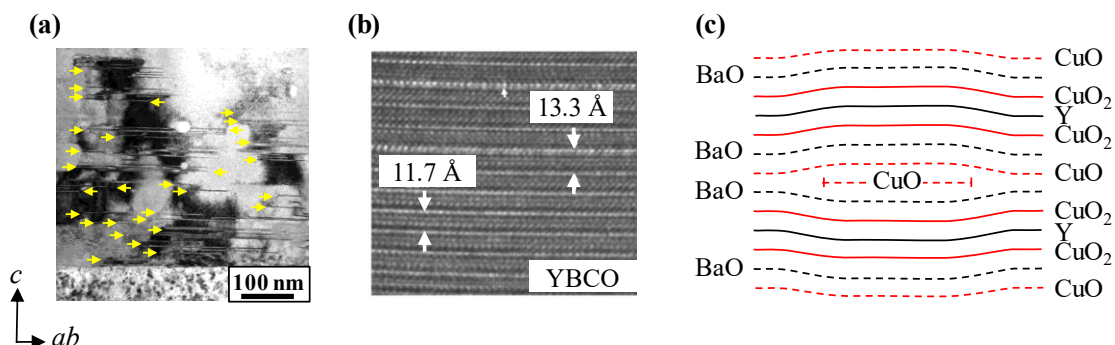 (a)
100 nm
c
ab
(b)
13.3 Å
11.7 Å
YBCO
(c)
CuO
BaO
CuO₂
Y
CuO₂
BaO
CuO
CuO
BaO
CuO₂
Y
CuO₂
BaO
CuO